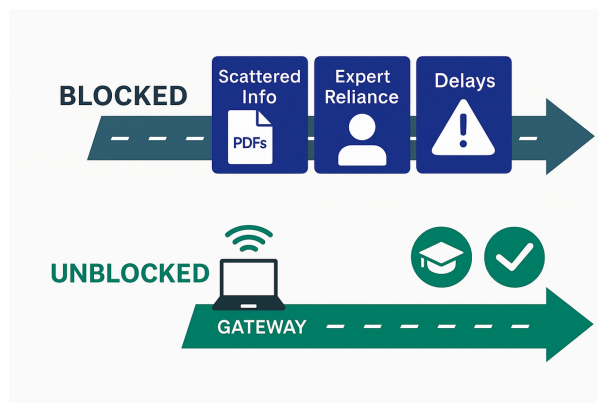 BLOCKED
Scattered
Info
PDFs
Expert
Reliance
Delays
UNBLOCKED
GATEWAY